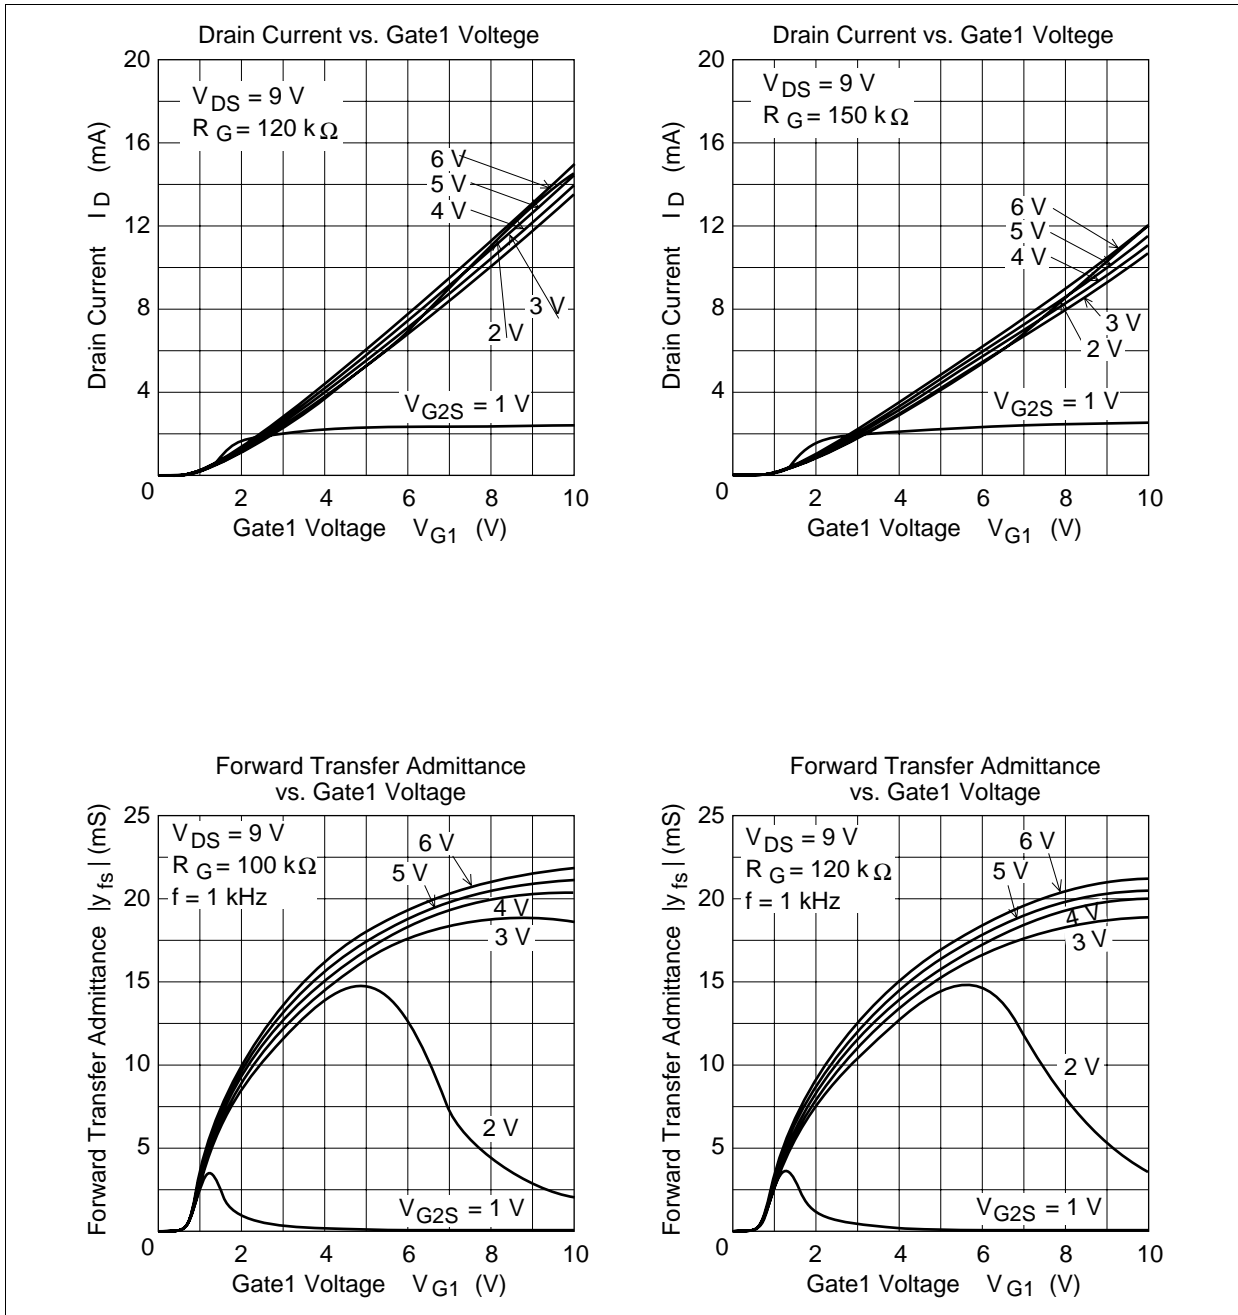 Drain Current vs. Gate1 Voltege
20
16
12
8
4
0
Drain Current I D (mA)
V DS = 9 V
R G = 120 k Ω
6 V
5 V
4 V
3 V
2 V
V G2S = 1 V
2 4 6 8 10
Gate1 Voltage V G1 (V)
Drain Current vs. Gate1 Voltege
20
16
12
8
4
0
Drain Current I D (mA)
V DS = 9 V
R G = 150 k Ω
6 V
5 V
4 V
3 V
2 V
V G2S = 1 V
2 4 6 8 10
Gate1 Voltage V G1 (V)
Forward Transfer Admittance
vs. Gate1 Voltage
25
20
15
10
5
0
Forward Transfer Admittance |y fs | (mS)
V DS = 9 V
R G = 100 k Ω
f = 1 kHz
6 V
5 V
4 V
3 V
2 V
V G2S = 1 V
2 4 6 8 10
Gate1 Voltage V G1 (V)
Forward Transfer Admittance
vs. Gate1 Voltage
25
20
15
10
5
0
Forward Transfer Admittance |y fs | (mS)
V DS = 9 V
R G = 120 k Ω
f = 1 kHz
6 V
5 V
4 V
3 V
2 V
V G2S = 1 V
2 4 6 8 10
Gate1 Voltage V G1 (V)